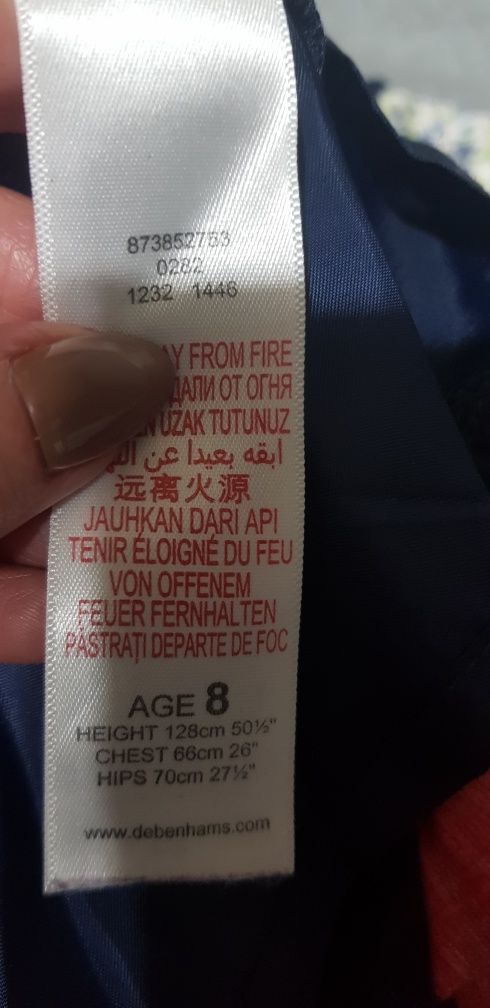 873852753
0282
1232 1446
FROM FIRE
ОТ ОГНЯ
UZAK TUTUNUZ
ابقه بعيدا عن
远离火源
JAUHKAN DARI API
TENIR ÉLOIGNÉ DU FEU
VON OFFENEM
FEUER FERNHALTEN
PĂSTRAȚI DEPARTE DE FOC
AGE 8
HEIGHT 128cm 50½"
CHEST 66cm 26"
HIPS 70cm 27½"
www.debenhams.com